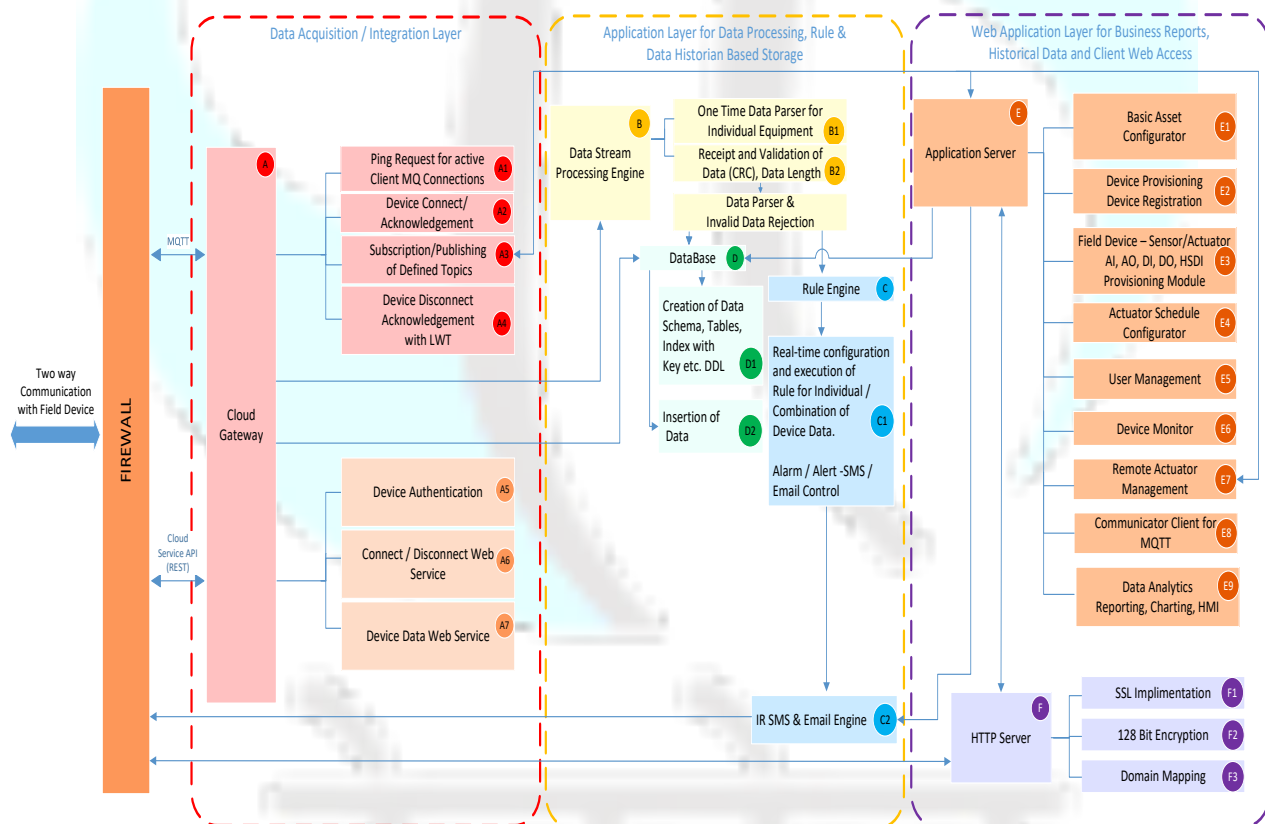 Data Acquisition / Integration Layer
Application Layer for Data Processing, Rule &
Data Historian Based Storage
Web Application Layer for Business Reports,
Historical Data and Client Web Access
Two way
Communication
with Field Device
FIREWALL
MQTT
Cloud
Service API
(REST)
A
Cloud
Gateway
Ping Request for active
Client MQ Connections
A1
Device Connect/
Acknowledgement
A2
Subscription/Publishing
of Defined Topics
A3
Device Disconnect
Acknowledgement
with LWT
A4
Device Authentication
A5
Connect / Disconnect Web
Service
A6
Device Data Web Service
A7
B
Data Stream
Processing Engine
One Time Data Parser for
Individual Equipment
B1
Receipt and Validation of
Data (CRC), Data Length
B2
Data Parser &
Invalid Data Rejection
DataBase
D
Creation of Data
Schema, Tables,
Index with
Key etc. DDL
D1
Insertion of
Data
D2
Rule Engine
C
Real-time configuration
and execution of
Rule for Individual /
Combination of
Device Data.
C1
Alarm / Alert -SMS /
Email Control
IR SMS & Email Engine
C2
E
Application Server
Basic Asset
Configurator
E1
Device Provisioning
Device Registration
E2
Field Device – Sensor/Actuator
AI, AO, DI, DO, HSDI
Provisioning Module
E3
Actuator Schedule
Configurator
E4
User Management
E5
Device Monitor
E6
Remote Actuator
Management
E7
Communicator Client for
MQTT
E8
Data Analytics
Reporting, Charting, HMI
E9
F
HTTP Server
SSL Implimentation
F1
128 Bit Encryption
F2
Domain Mapping
F3